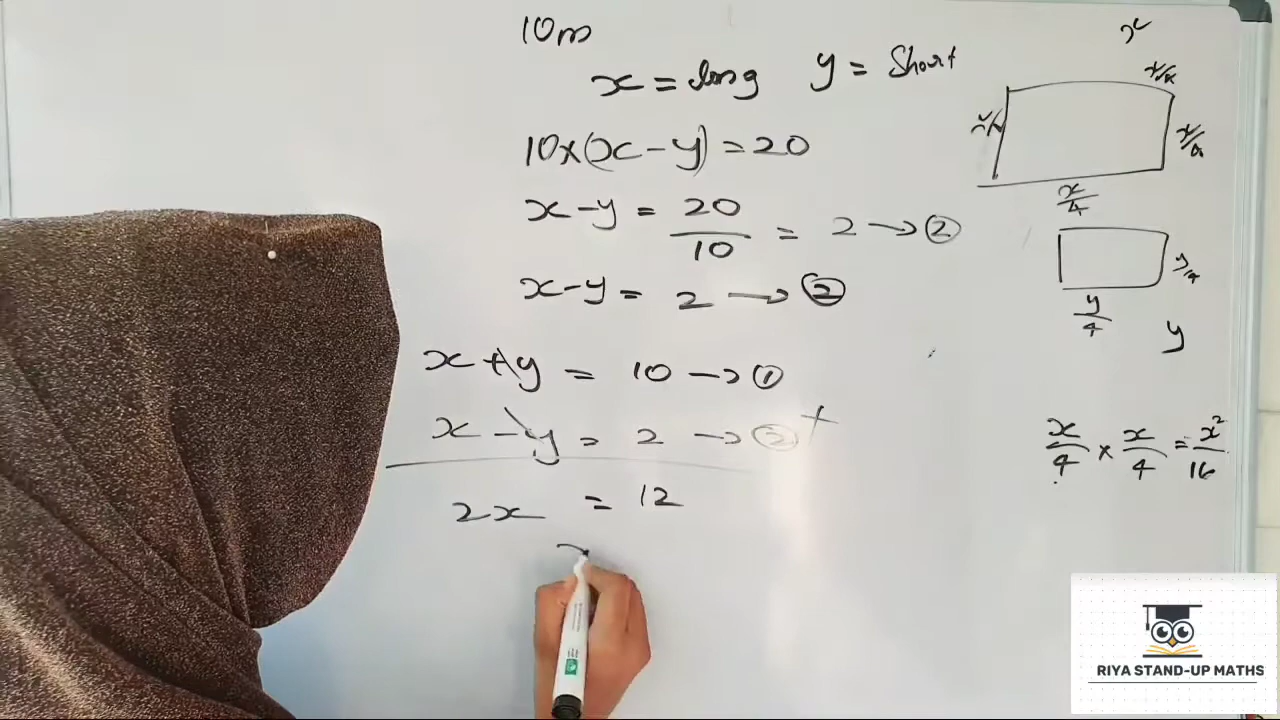 10m
x = long   y = Short
10×(x-y) = 20
x-y = 20/10 = 2 → ②
x-y = 2 → ②
x+y = 10 → ①
x-y = 2 → ② +
2x = 12
x
x/4
x/4
x/4
x/4
y/4
y/4
y
x/4 × x/4 = x²/16
RIYA STAND-UP MATHS